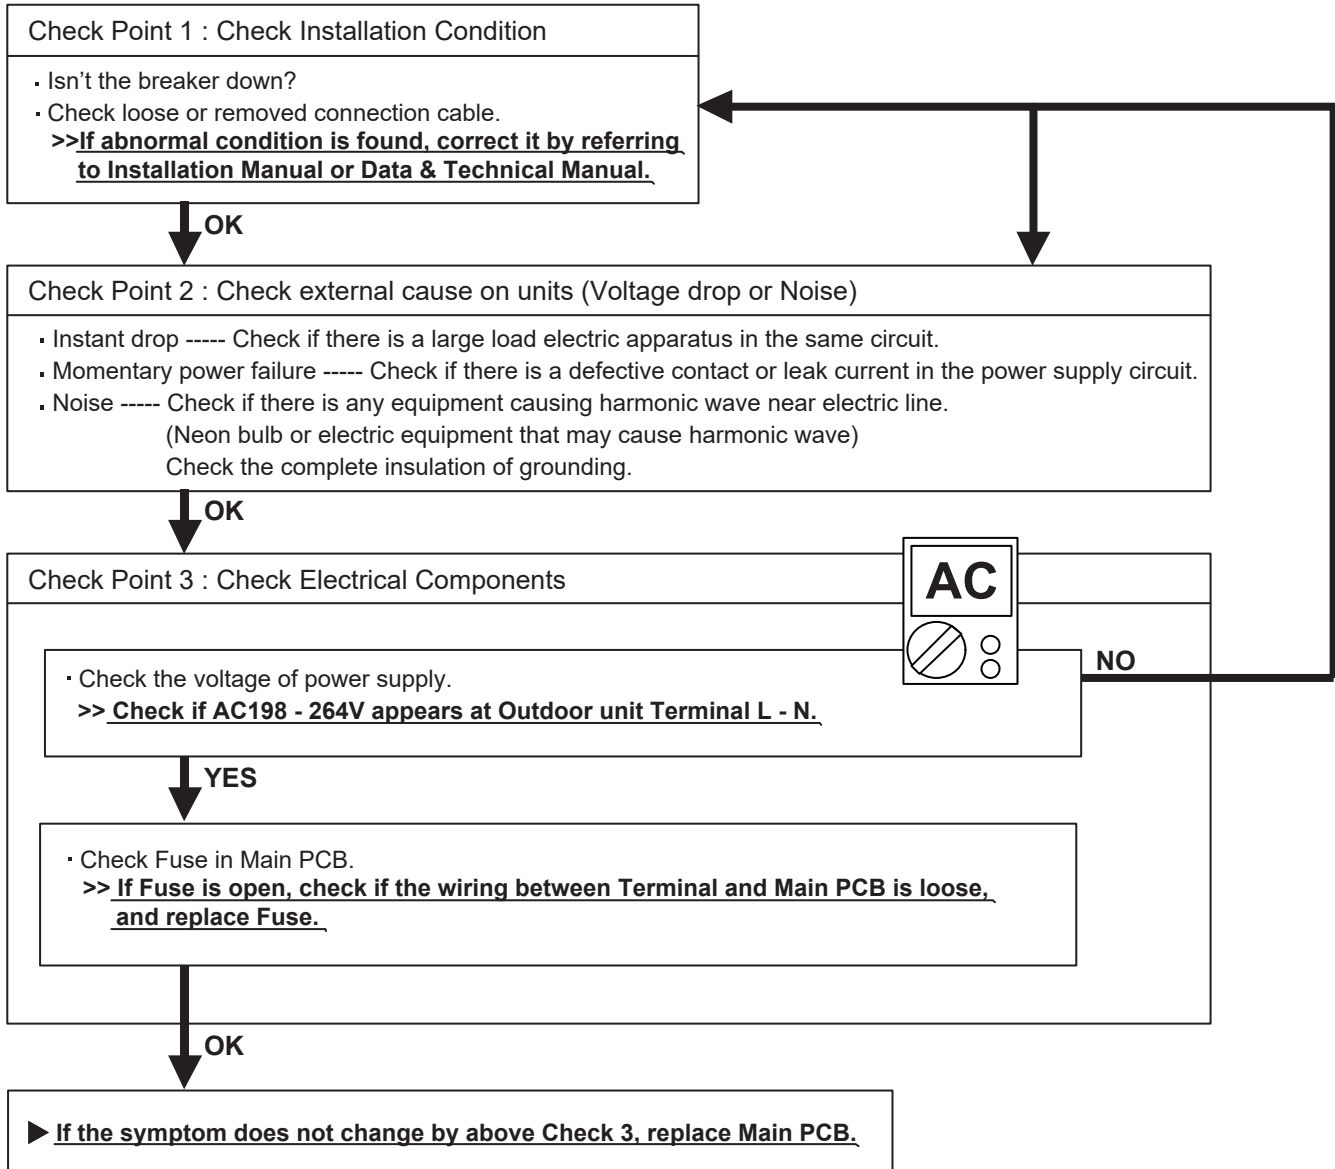 Check Point 1 : Check Installation Condition
· Isn’t the breaker down?
· Check loose or removed connection cable.
>>If abnormal condition is found, correct it by referring
to Installation Manual or Data & Technical Manual.
OK
Check Point 2 : Check external cause on units (Voltage drop or Noise)
· Instant drop ----- Check if there is a large load electric apparatus in the same circuit.
· Momentary power failure ----- Check if there is a defective contact or leak current in the power supply circuit.
· Noise ----- Check if there is any equipment causing harmonic wave near electric line.
(Neon bulb or electric equipment that may cause harmonic wave)
Check the complete insulation of grounding.
OK
Check Point 3 : Check Electrical Components
AC
· Check the voltage of power supply.
>> Check if AC198 - 264V appears at Outdoor unit Terminal L - N.
NO
YES
· Check Fuse in Main PCB.
>> If Fuse is open, check if the wiring between Terminal and Main PCB is loose,
and replace Fuse.
OK
▶ If the symptom does not change by above Check 3, replace Main PCB.